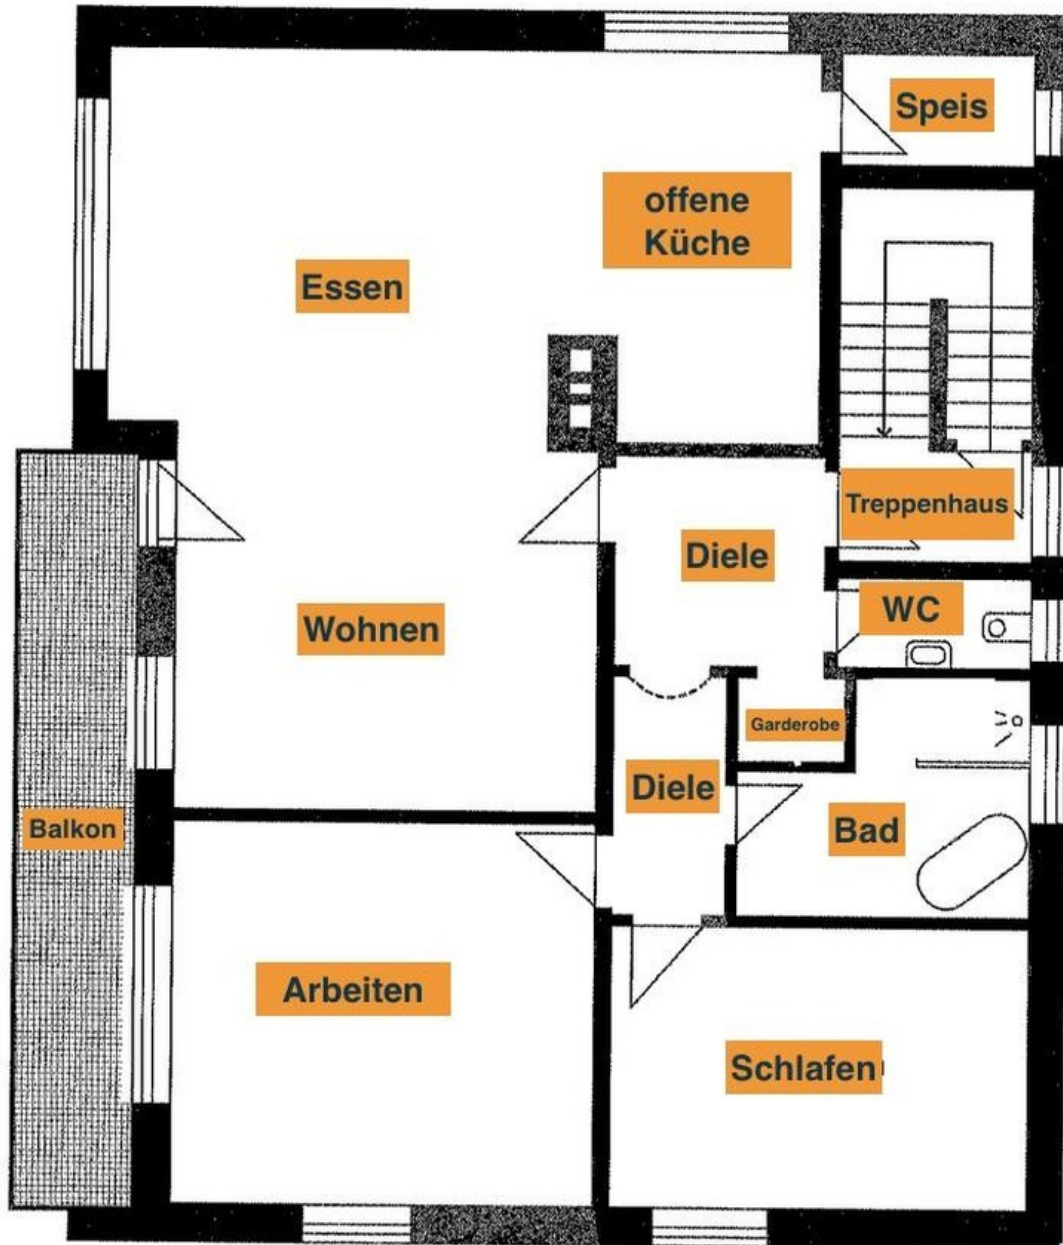 Speis
offene
Küche
Essen
Treppenhaus
Diele
WC
Wohnen
Garderobe
Diele
Balkon
Bad
Arbeiten
Schlafen